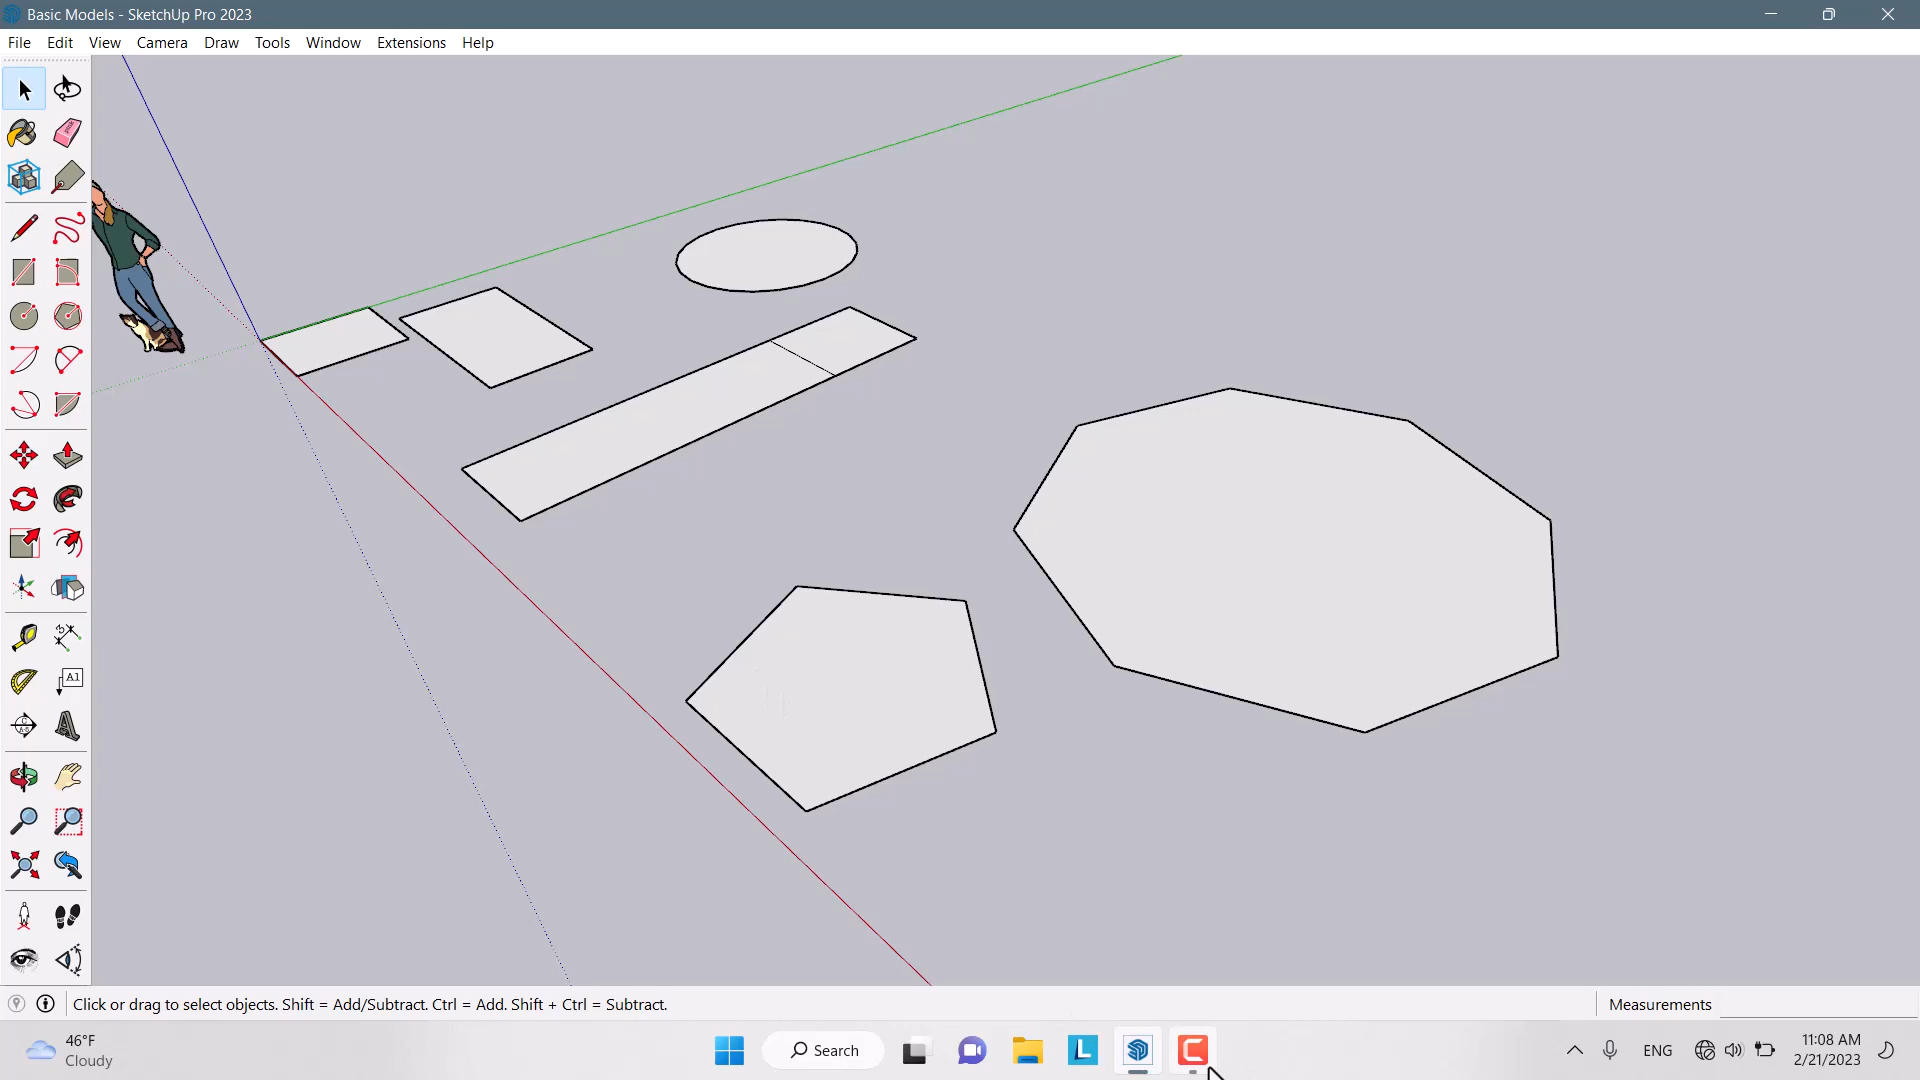 Basic Models - SketchUp Pro 2023
File Edit View Camera Draw Tools Window Extensions Help
A1
Click or drag to select objects. Shift = Add/Subtract. Ctrl = Add. Shift + Ctrl = Subtract.
Measurements
46°F
Cloudy
Search
L
C
ENG
11:08 AM
2/21/2023